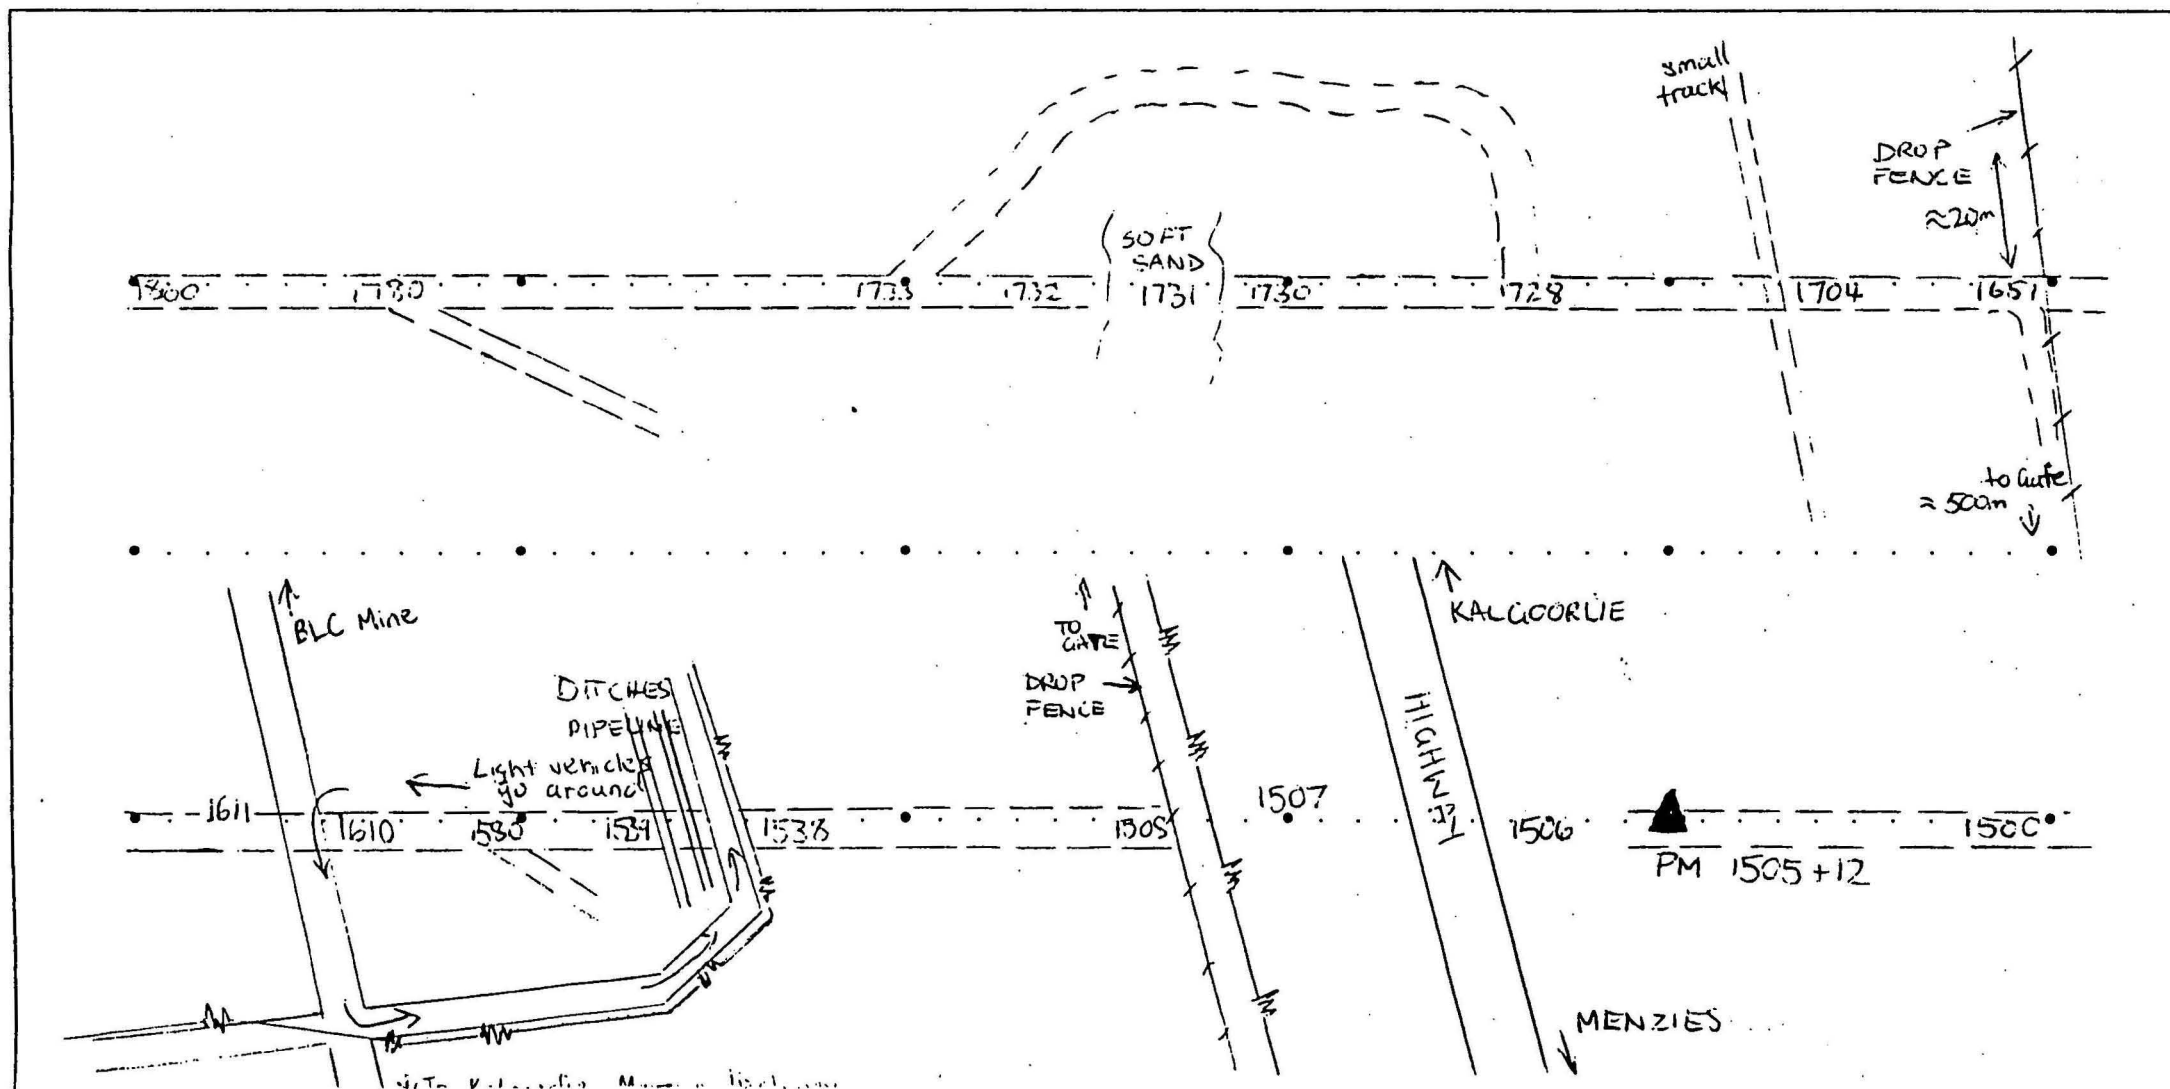 small
track
DROP
FENCE
≈20m
SOFT
SAND
1800
1780
1733
1732
1731
1730
1728
1704
1651
to Gate
≈ 500m
BLC Mine
TO
GATE
KALGOORLIE
DITCHES
PIPELINE
DROP
FENCE
HIGHWAY
Light vehicles
go around
1611
1610
1580
1538
1507
1506
1500
PM 1505+12
MENZIES